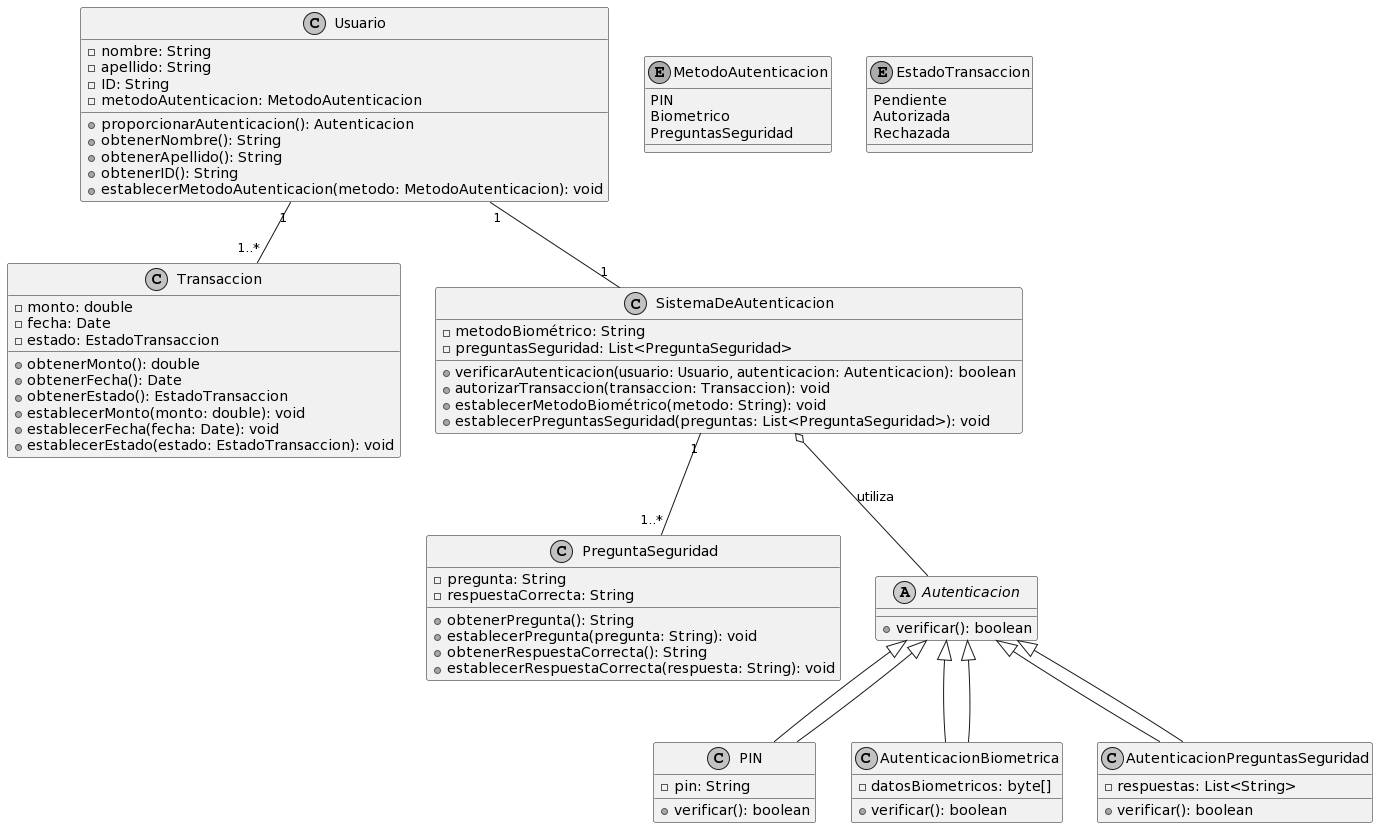 C Usuario
nombre: String
apellido: String
ID: String
metodoAutenticacion: MetodoAutenticacion
proporcionarAutenticacion(): Autenticacion
obtenerNombre(): String
obtenerApellido(): String
obtenerID(): String
establecerMetodoAutenticacion(metodo: MetodoAutenticacion): void
E MetodoAutenticacion
PIN
Biometrico
PreguntasSeguridad
E EstadoTransaccion
Pendiente
Autorizada
Rechazada
1
1..*
1
1
C Transaccion
monto: double
fecha: Date
estado: EstadoTransaccion
obtenerMonto(): double
obtenerFecha(): Date
obtenerEstado(): EstadoTransaccion
establecerMonto(monto: double): void
establecerFecha(fecha: Date): void
establecerEstado(estado: EstadoTransaccion): void
C SistemaDeAutenticacion
metodoBiométrico: String
preguntasSeguridad: List<PreguntaSeguridad>
verificarAutenticacion(usuario: Usuario, autenticacion: Autenticacion): boolean
autorizarTransaccion(transaccion: Transaccion): void
establecerMetodoBiométrico(metodo: String): void
establecerPreguntasSeguridad(preguntas: List<PreguntaSeguridad>): void
1
1..*
utiliza
C PreguntaSeguridad
pregunta: String
respuestaCorrecta: String
obtenerPregunta(): String
establecerPregunta(pregunta: String): void
obtenerRespuestaCorrecta(): String
establecerRespuestaCorrecta(respuesta: String): void
A Autenticacion
verificar(): boolean
C PIN
pin: String
verificar(): boolean
C AutenticacionBiometrica
datosBiometricos: byte[]
verificar(): boolean
C AutenticacionPreguntasSeguridad
respuestas: List<String>
verificar(): boolean